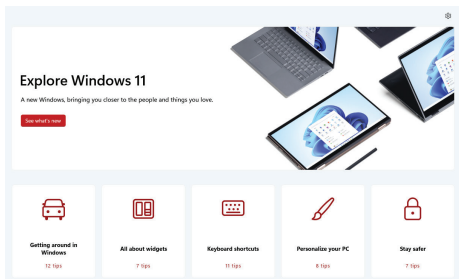 Explore Windows 11
A new Windows, bringing you closer to the people and things you love.
See what's new
Getting around in
Windows
12 tips
All about widgets
7 tips
Keyboard shortcuts
11 tips
Personalize your PC
8 tips
Stay safer
7 tips